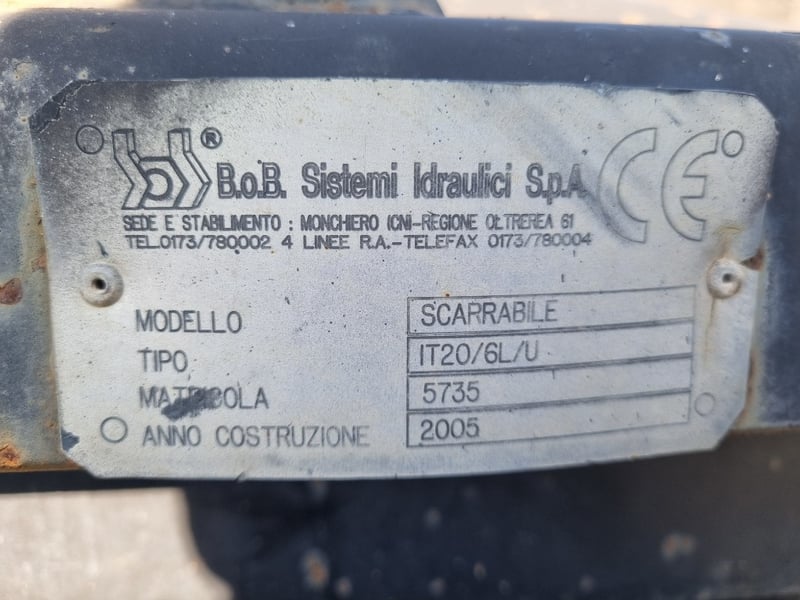 ® B.o.B. Sistemi Idraulici S.p.A CE
SEDE E STABILIMENTO : MONCHIERO (CN)-REGIONE OLTREREA 61
TEL.0173/780002 4 LINEE R.A.-TELEFAX 0173/780004
MODELLO SCARRABILE
TIPO IT20/6L/U
MATRICOLA 5735
ANNO COSTRUZIONE 2005